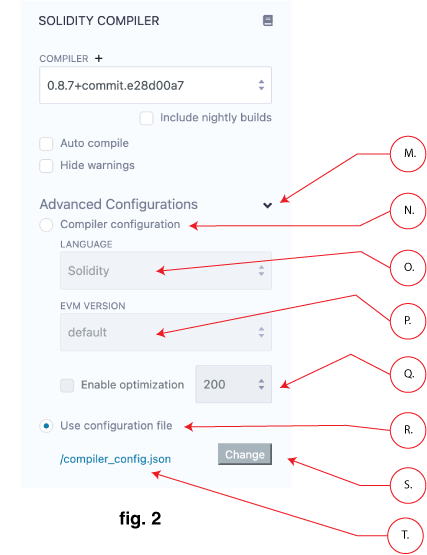 SOLIDITY COMPILER
COMPILER +
0.8.7+commit.e28d00a7
Include nightly builds
Auto compile
Hide warnings
M.
Advanced Configurations
N.
Compiler configuration
LANGUAGE
O.
Solidity
EVM VERSION
P.
default
Q.
Enable optimization 200
R.
Use configuration file
/compiler_config.json Change
S.
fig. 2
T.